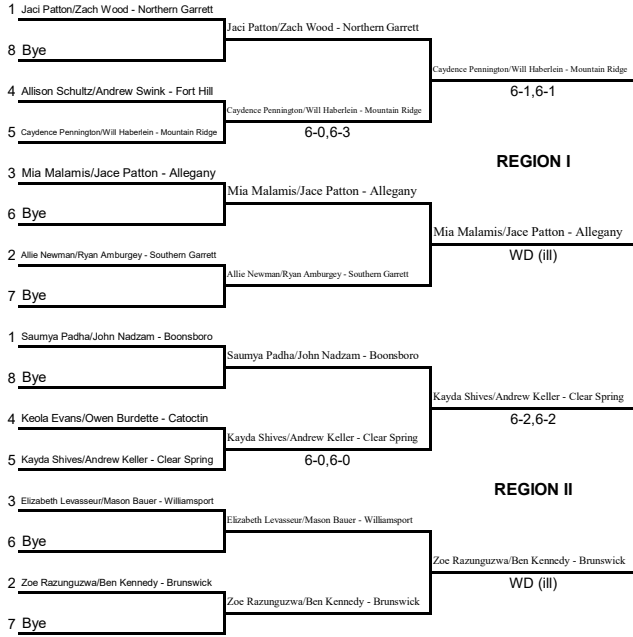 1 Jaci Patton/Zach Wood - Northern Garrett
Jaci Patton/Zach Wood - Northern Garrett
8 Bye
Caydence Pennington/Will Haberlein - Mountain Ridge
6-1,6-1
4 Allison Schultz/Andrew Swink - Fort Hill
Caydence Pennington/Will Haberlein - Mountain Ridge
6-0,6-3
5 Caydence Pennington/Will Haberlein - Mountain Ridge
REGION I
3 Mia Malamis/Jace Patton - Allegany
Mia Malamis/Jace Patton - Allegany
6 Bye
Mia Malamis/Jace Patton - Allegany
WD (ill)
2 Allie Newman/Ryan Amburgey - Southern Garrett
Allie Newman/Ryan Amburgey - Southern Garrett
7 Bye
1 Saumya Padha/John Nadzam - Boonsboro
Saumya Padha/John Nadzam - Boonsboro
8 Bye
Kayda Shives/Andrew Keller - Clear Spring
6-2,6-2
4 Keola Evans/Owen Burdette - Catoctin
Kayda Shives/Andrew Keller - Clear Spring
6-0,6-0
5 Kayda Shives/Andrew Keller - Clear Spring
REGION II
3 Elizabeth Levasseur/Mason Bauer - Williamsport
Elizabeth Levasseur/Mason Bauer - Williamsport
6 Bye
Zoe Razunguzwa/Ben Kennedy - Brunswick
WD (ill)
2 Zoe Razunguzwa/Ben Kennedy - Brunswick
Zoe Razunguzwa/Ben Kennedy - Brunswick
7 Bye